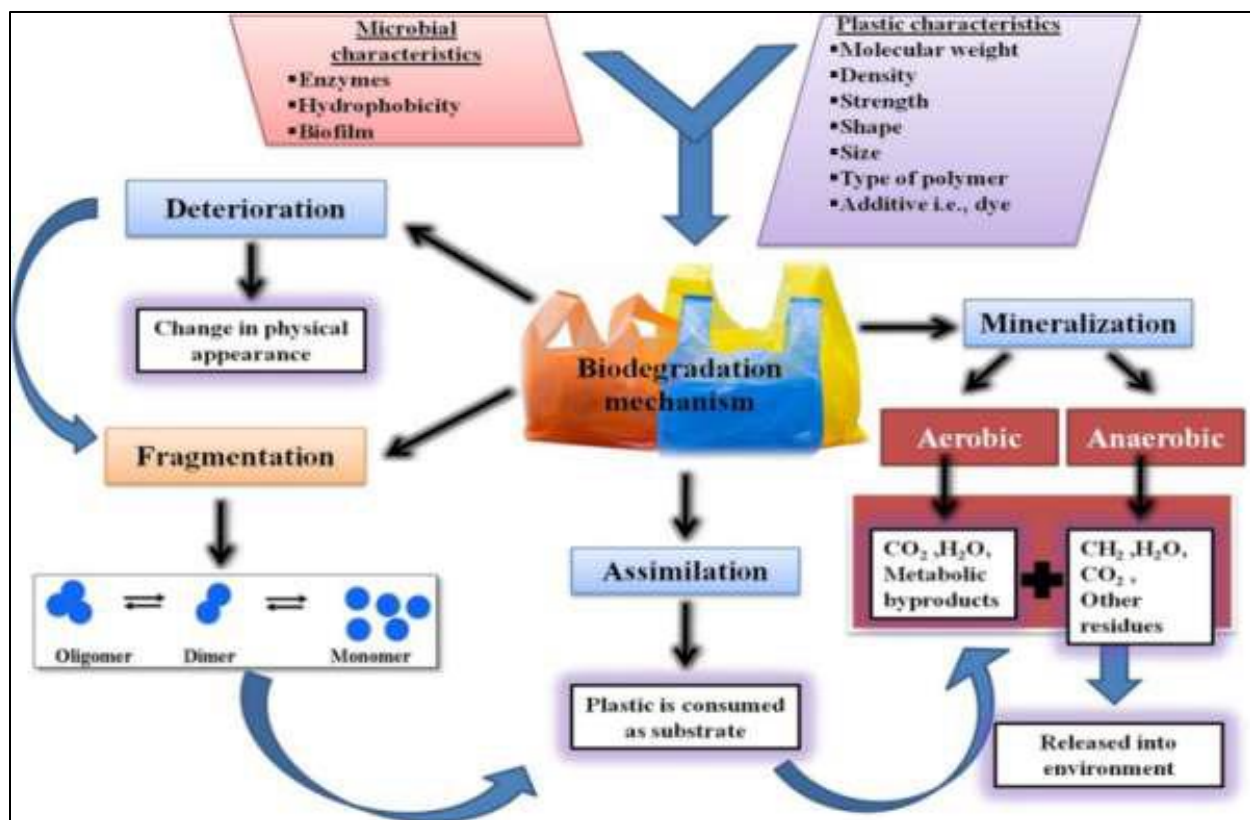 Microbial
characteristics
▪Enzymes
▪Hydrophobicity
▪Biofilm
Plastic characteristics
▪Molecular weight
▪Density
▪Strength
▪Shape
▪Size
▪Type of polymer
▪Additive i.e., dye
Deterioration
Change in physical
appearance
Biodegradation
mechanism
Mineralization
Aerobic
Anaerobic
Fragmentation
Oligomer
Dimer
Monomer
Assimilation
Plastic is consumed
as substrate
CO₂ ,H₂O,
Metabolic
byproducts
CH₂ ,H₂O,
CO₂ ,
Other
residues
Released into
environment